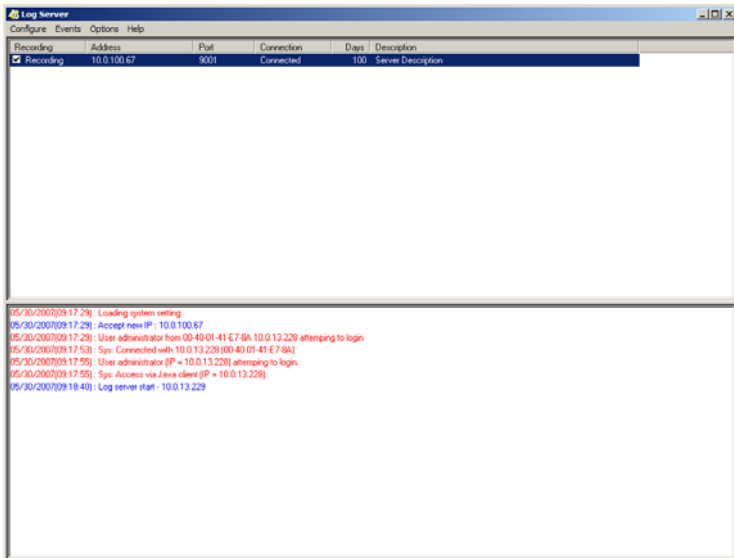 Log Server
Configure Events Options Help
Recording Address Port Connection Days Description
Recording 10.0.100.67 9001 Connected 100 Server Description
05/30/2007(09:17:29) : Loading system setting
05/30/2007(09:17:29) : Accept new IP : 10.0.100.67
05/30/2007(09:17:29) : User administrator from 00-40-01-41-E7-8A 10.0.13.228 attemping to login
05/30/2007(09:17:53) : Sys: Connected with 10.0.13.228 (00-40-01-41-E7-8A)
05/30/2007(09:17:55) : User administrator (IP = 10.0.13.228) attemping to login.
05/30/2007(09:17:55) : Sys: Access via Java client (IP = 10.0.13.228)
05/30/2007(09:18:40) : Log server start - 10.0.13.229